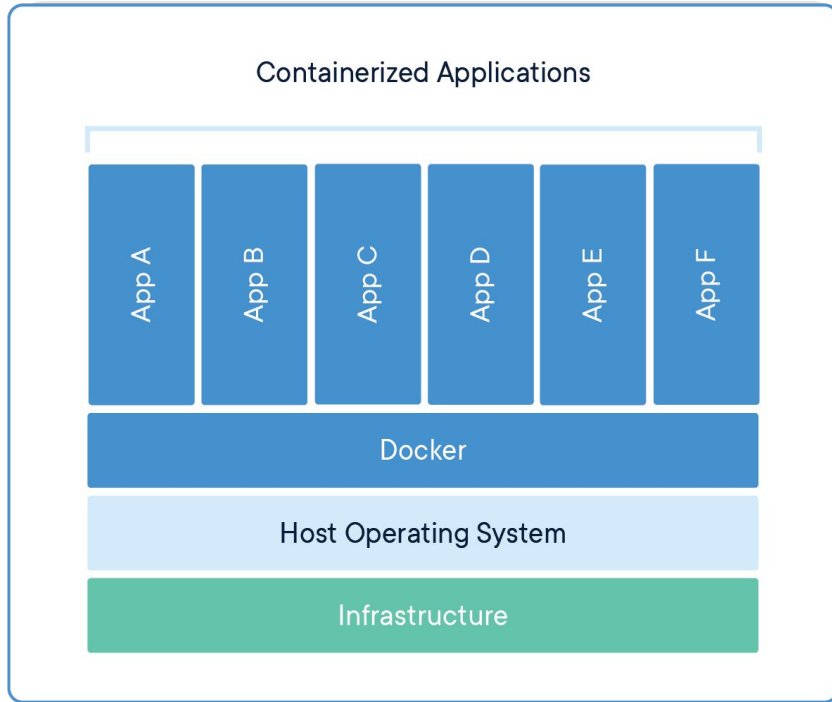 Containerized Applications
App A
App B
App C
App D
App E
App F
Docker
Host Operating System
Infrastructure